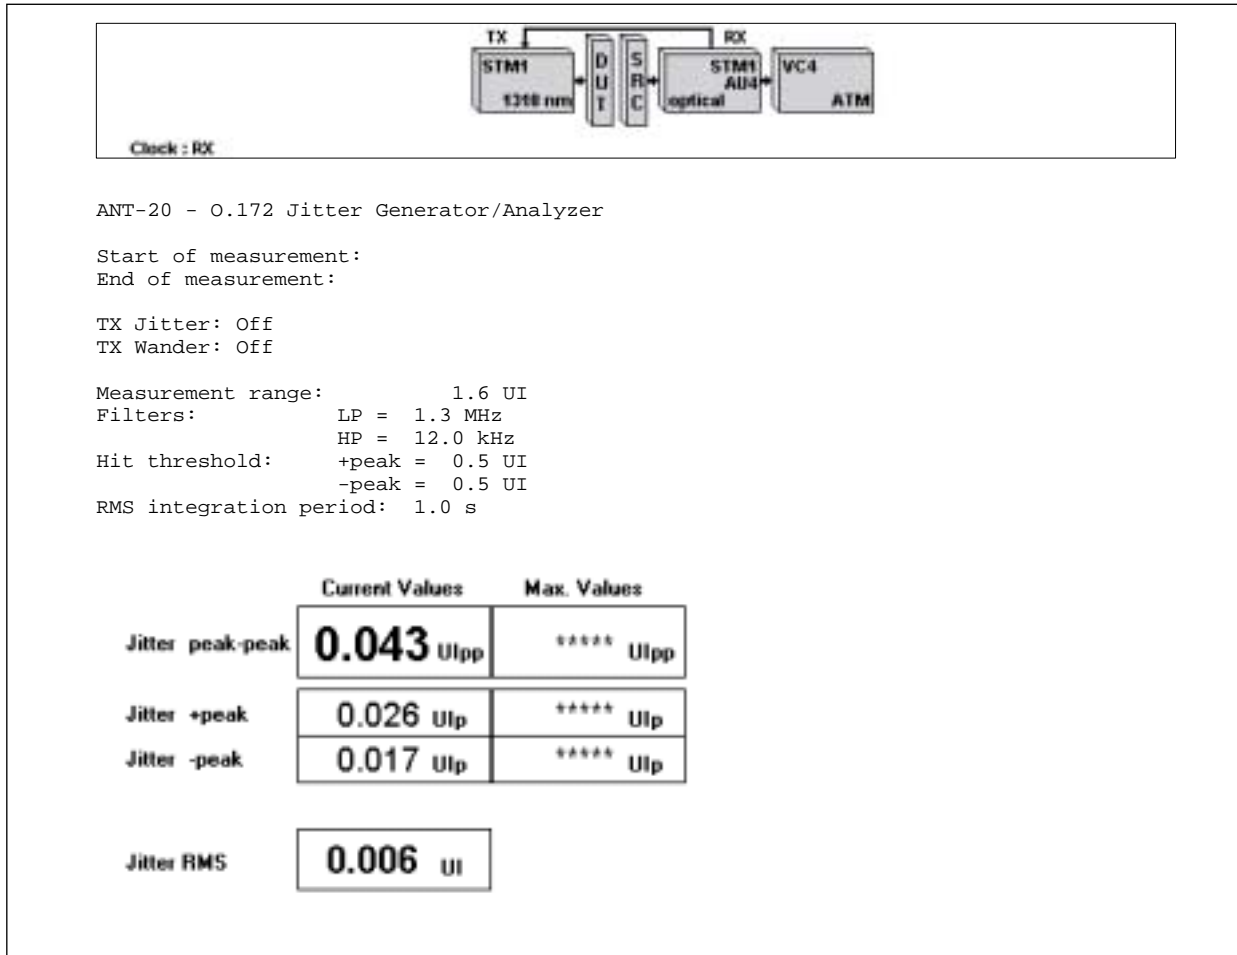 TX RX
STM1 DUT SRC STM1 VC4
AU4
1310 nm optical ATM
Clock : RX
ANT-20 - O.172 Jitter Generator/Analyzer
Start of measurement:
End of measurement:
TX Jitter: Off
TX Wander: Off
Measurement range: 1.6 UI
Filters: LP = 1.3 MHz
HP = 12.0 kHz
Hit threshold: +peak = 0.5 UI
-peak = 0.5 UI
RMS integration period: 1.0 s
Current Values Max. Values
Jitter peak-peak 0.043 UIpp ***** UIpp
Jitter +peak 0.026 UIp ***** UIp
Jitter -peak 0.017 UIp ***** UIp
Jitter RMS 0.006 UI